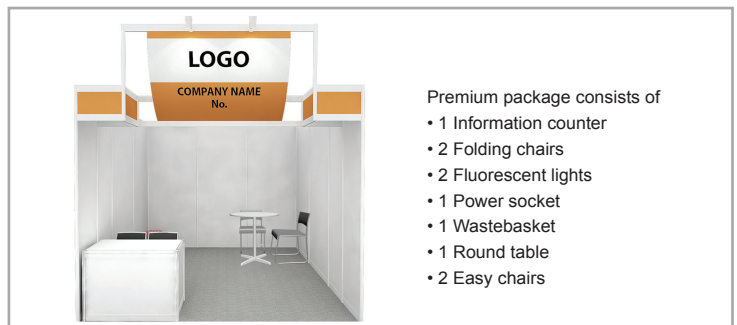 LOGO
COMPANY NAME
No.
Premium package consists of
• 1 Information counter
• 2 Folding chairs
• 2 Fluorescent lights
• 1 Power socket
• 1 Wastebasket
• 1 Round table
• 2 Easy chairs